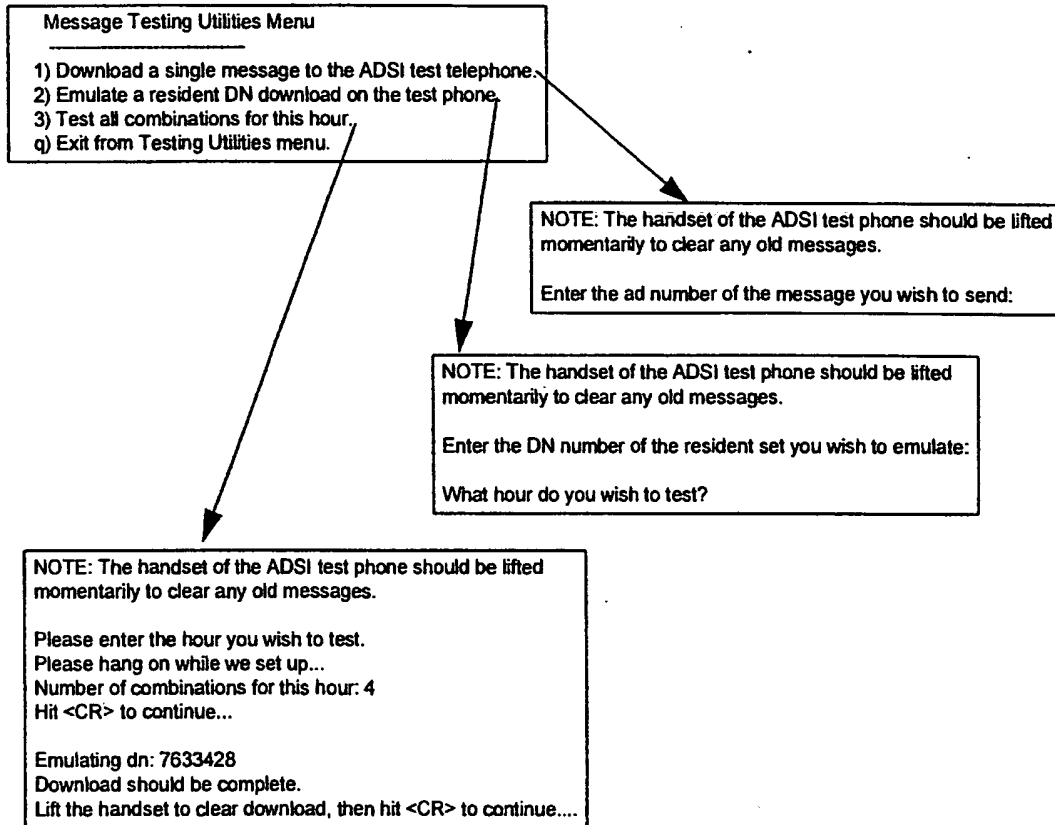 Message Testing Utilities Menu
1) Download a single message to the ADSI test telephone.
2) Emulate a resident DN download on the test phone.
3) Test all combinations for this hour.
q) Exit from Testing Utilities menu.
NOTE: The handset of the ADSI test phone should be lifted
momentarily to clear any old messages.
Enter the ad number of the message you wish to send:
NOTE: The handset of the ADSI test phone should be lifted
momentarily to clear any old messages.
Enter the DN number of the resident set you wish to emulate:
What hour do you wish to test?
NOTE: The handset of the ADSI test phone should be lifted
momentarily to clear any old messages.
Please enter the hour you wish to test.
Please hang on while we set up...
Number of combinations for this hour: 4
Hit <CR> to continue...
Emulating dn: 7633428
Download should be complete.
Lift the handset to clear download, then hit <CR> to continue....